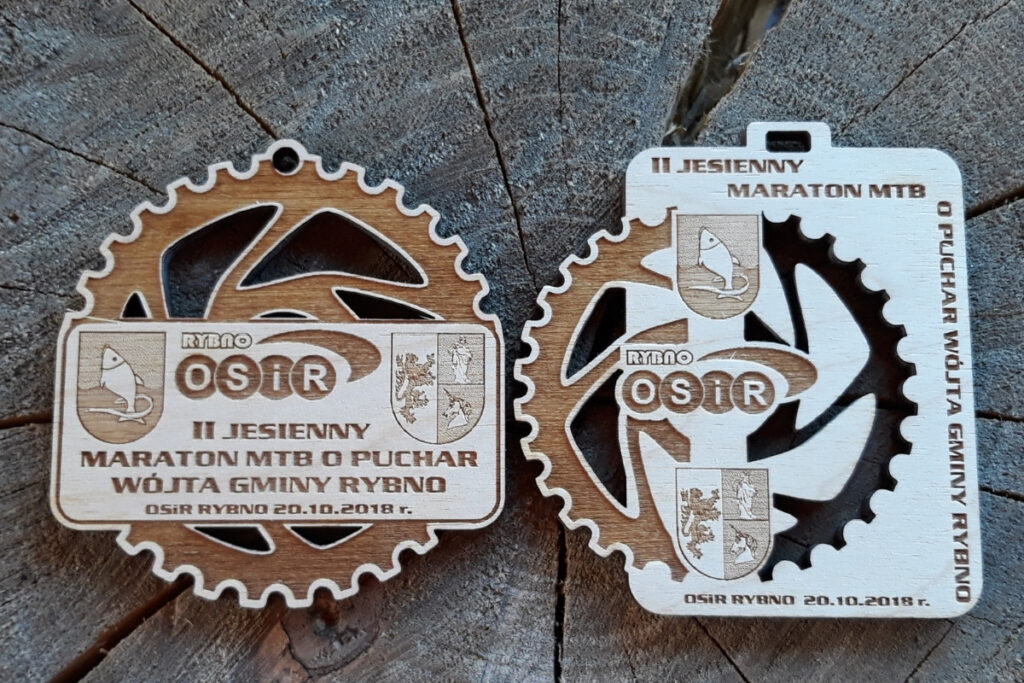 RYBNO
OSiR
II JESIENNY
MARATON MTB O PUCHAR
WÓJTA GMINY RYBNO
OSiR RYBNO 20.10.2018 r.
II JESIENNY
MARATON MTB
O PUCHAR WÓJTA GMINY RYBNO
RYBNO
OSiR
OSiR RYBNO 20.10.2018 r.